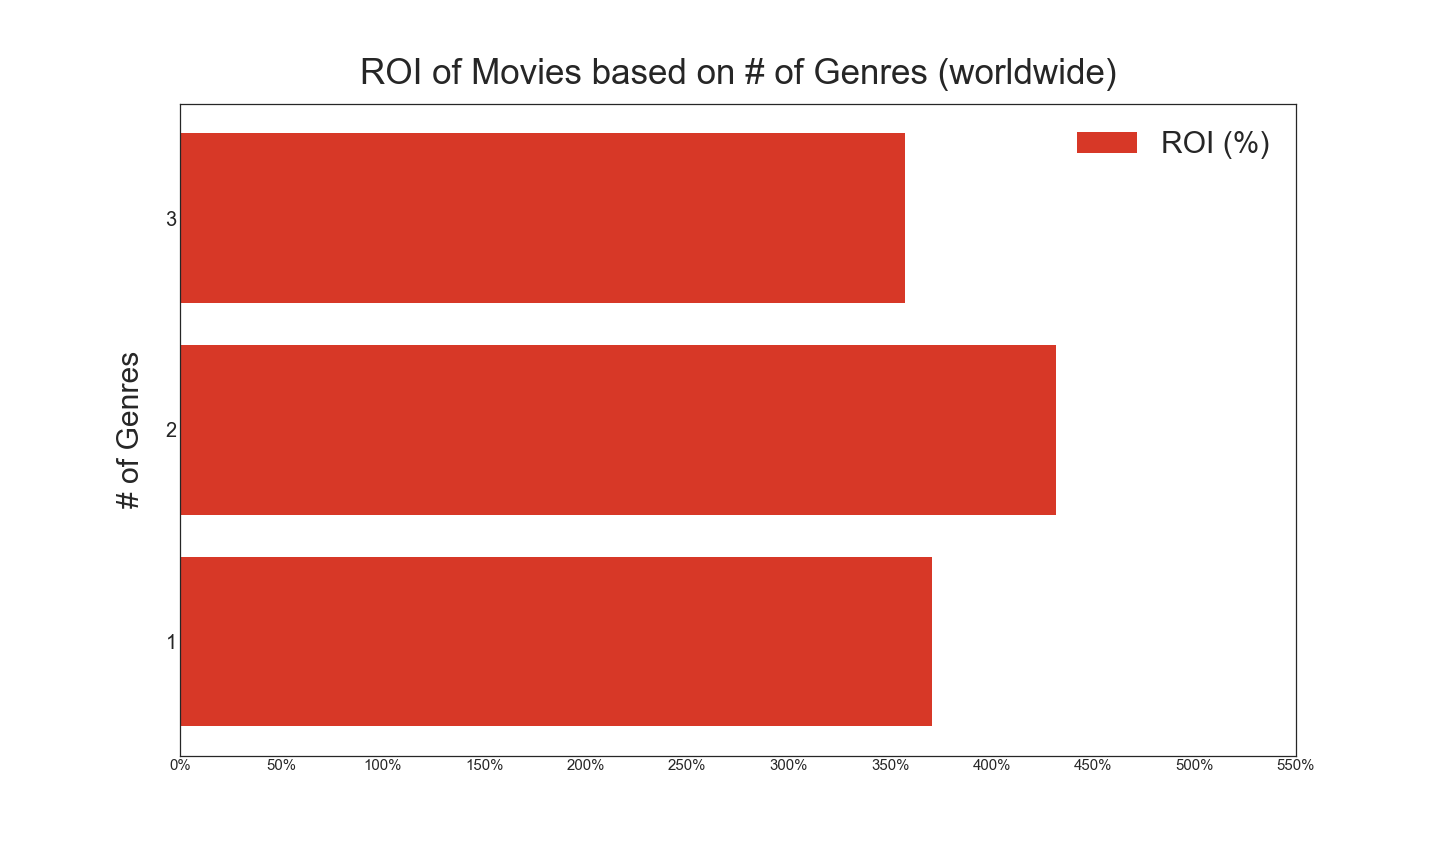 ROI of Movies based on # of Genres (worldwide)
ROI (%)
# of Genres
3
2
1
0% 50% 100% 150% 200% 250% 300% 350% 400% 450% 500% 550%